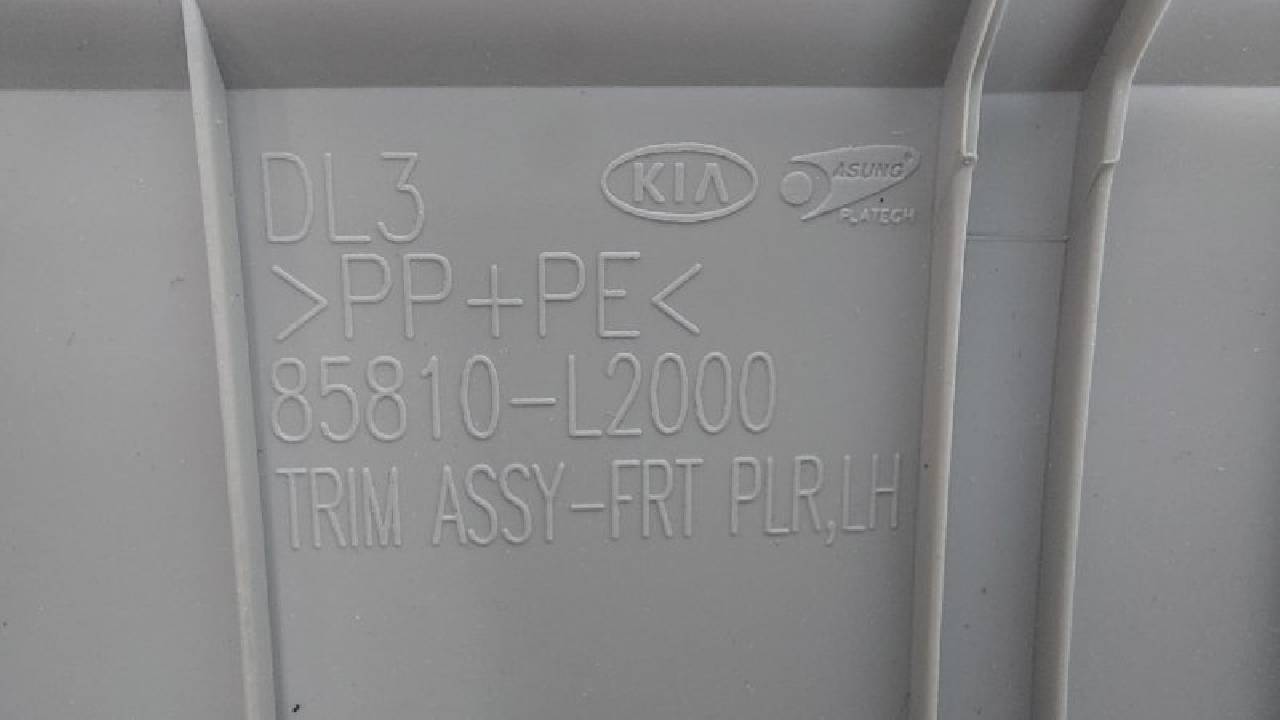 DL3
KIA
ASUNG
PLATECH
>PP+PE<
85810-L2000
TRIM ASSY-FRT PLR,LH